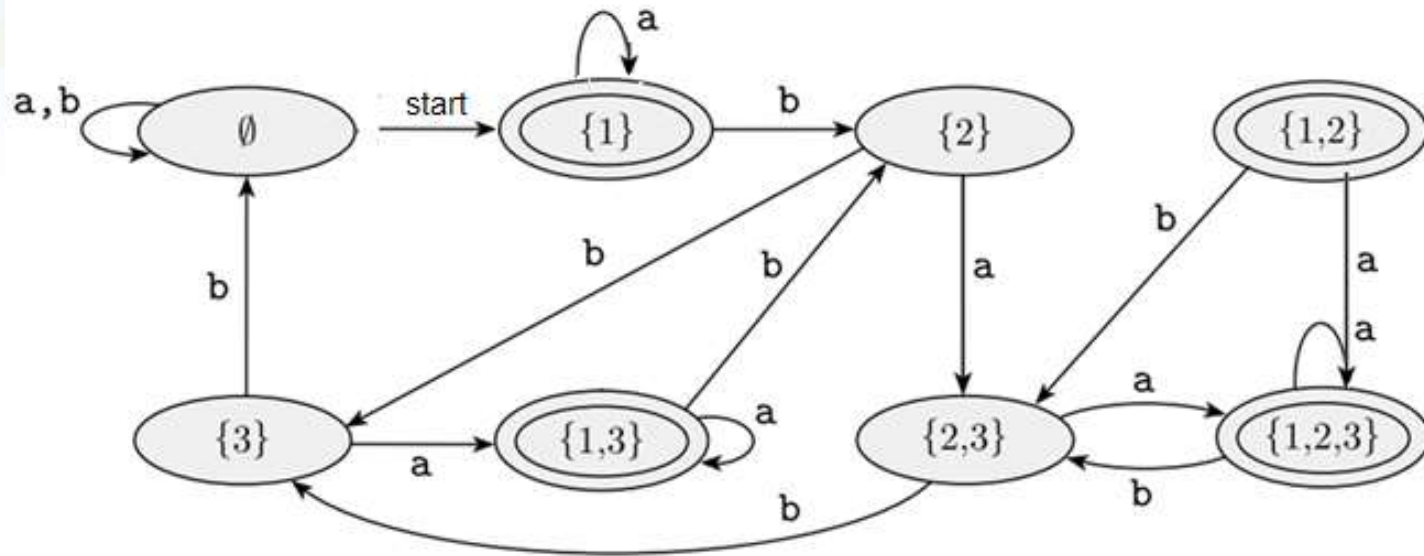 a
a,b
start
b
∅
{1}
{2}
{1,2}
b
b
b
a
a
b
a
a
a
{3}
{1,3}
{2,3}
{1,2,3}
a
b
b